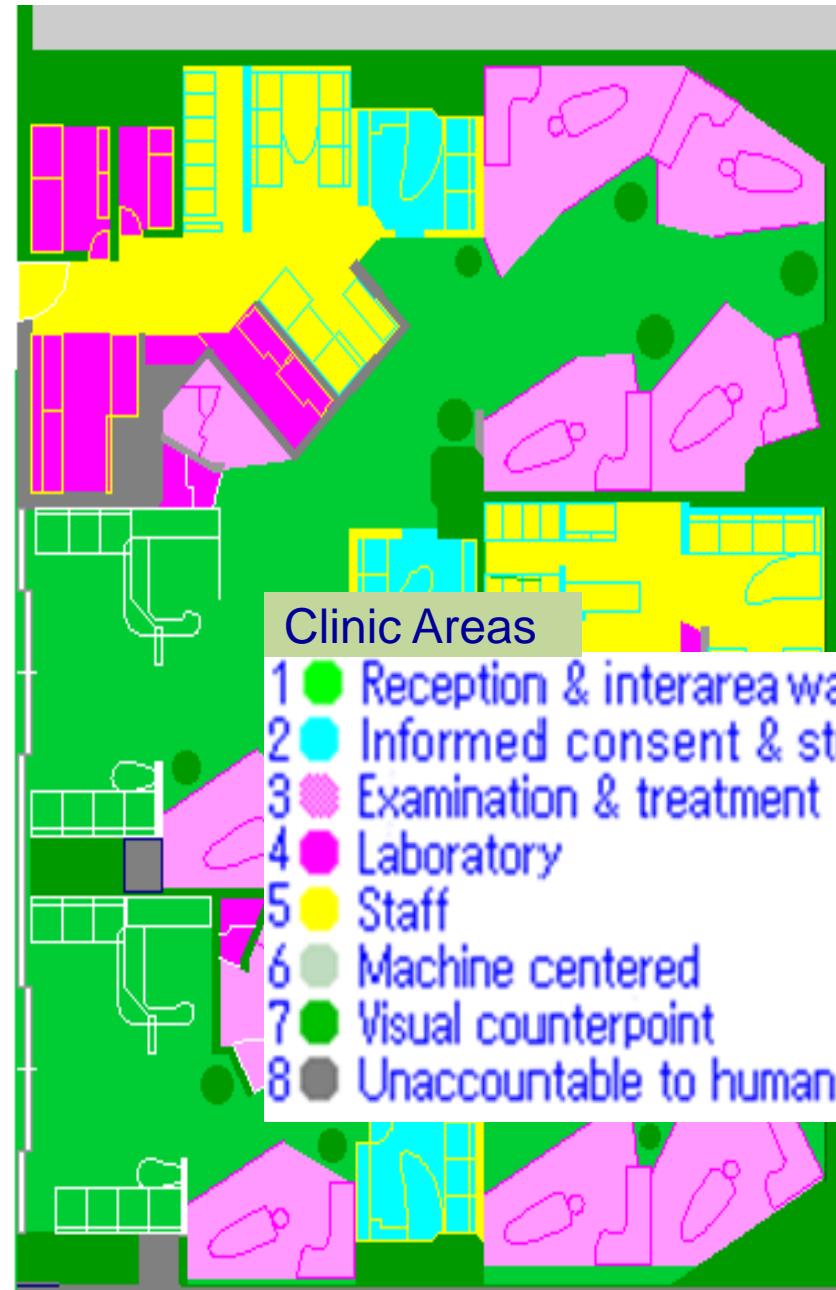 Clinic Areas
1 Reception & interarea wa
2 Informed consent & st
3 Examination & treatment
4 Laboratory
5 Staff
6 Machine centered
7 Visual counterpoint
8 Unaccountable to human